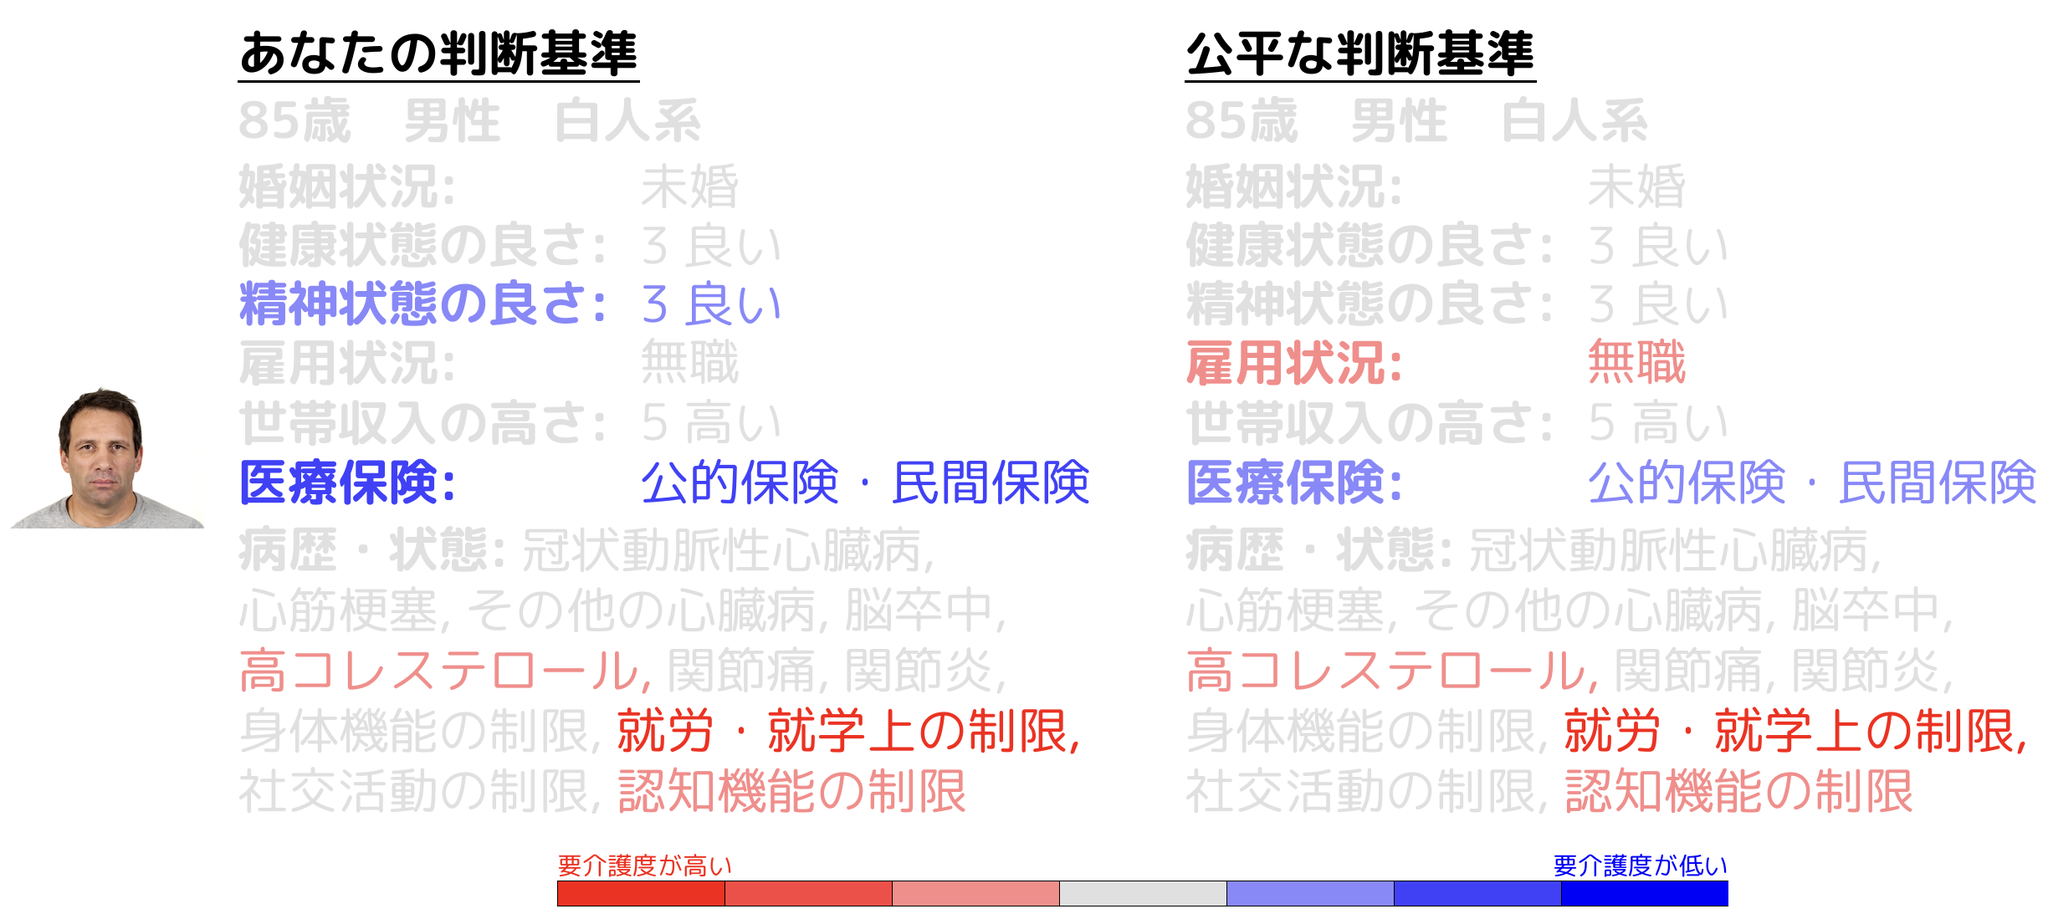 あなたの判断基準
85歳　男性　白人系
婚姻状況: 未婚
健康状態の良さ: 3 良い
精神状態の良さ: 3 良い
雇用状況: 無職
世帯収入の高さ: 5 高い
医療保険: 公的保険・民間保険
病歴・状態: 冠状動脈性心臓病,
心筋梗塞, その他の心臓病, 脳卒中,
高コレステロール, 関節痛, 関節炎,
身体機能の制限, 就労・就学上の制限,
社交活動の制限, 認知機能の制限
公平な判断基準
85歳　男性　白人系
婚姻状況: 未婚
健康状態の良さ: 3 良い
精神状態の良さ: 3 良い
雇用状況: 無職
世帯収入の高さ: 5 高い
医療保険: 公的保険・民間保険
病歴・状態: 冠状動脈性心臓病,
心筋梗塞, その他の心臓病, 脳卒中,
高コレステロール, 関節痛, 関節炎,
身体機能の制限, 就労・就学上の制限,
社交活動の制限, 認知機能の制限
要介護度が高い
要介護度が低い